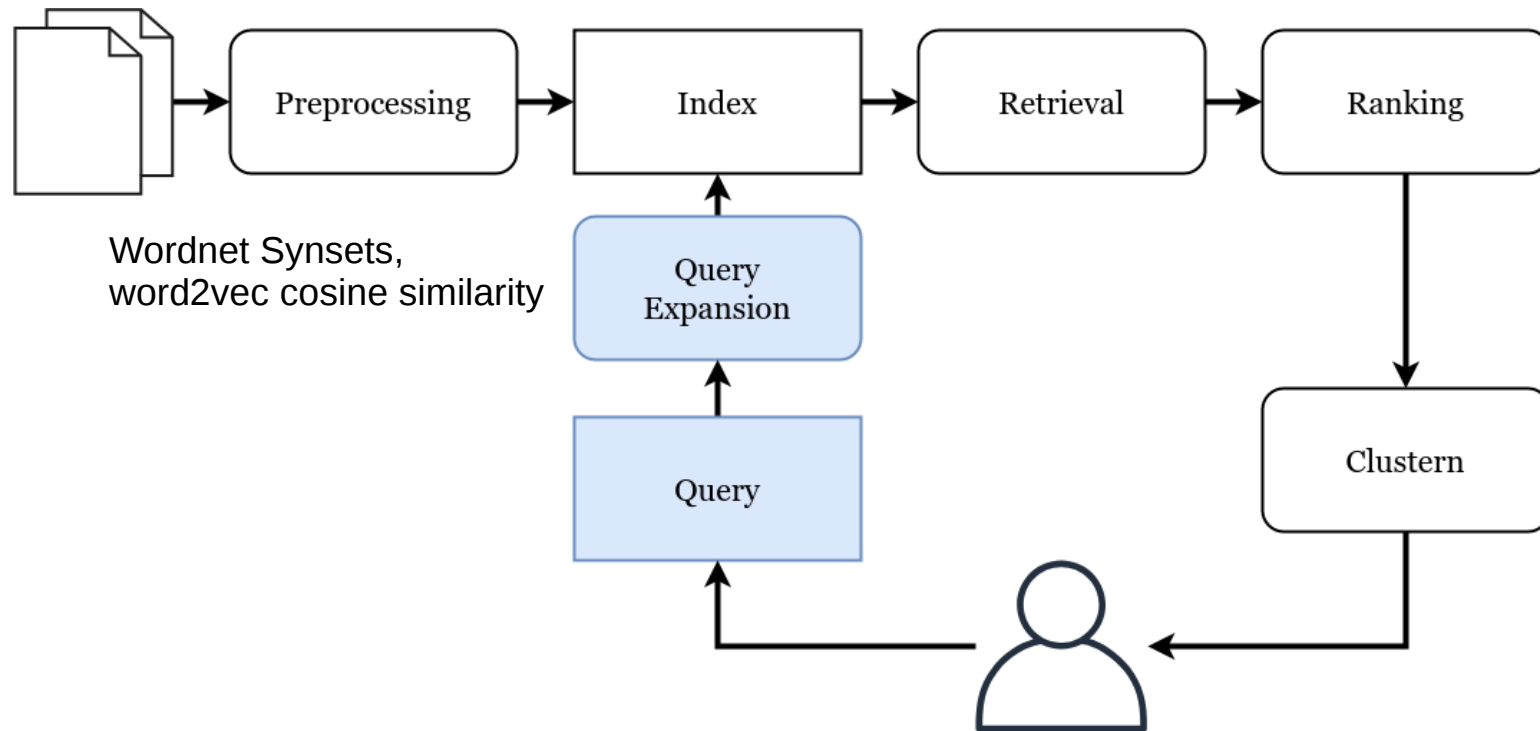 Preprocessing
Index
Retrieval
Ranking
Wordnet Synsets,
word2vec cosine similarity
Query
Expansion
Query
Clustern